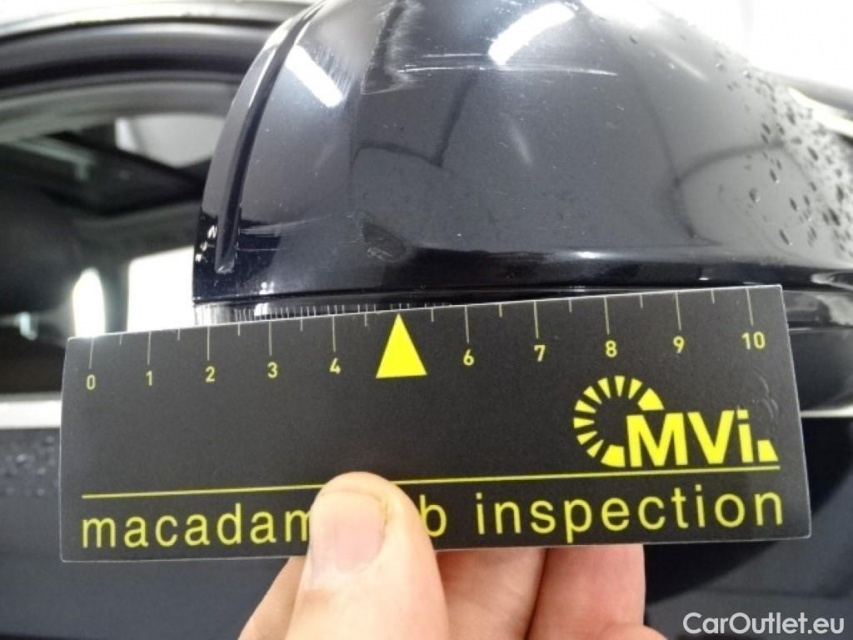 0 1 2 3 4 6 7 8 9 10
MVi
macadam b inspection
CarOutlet.eu